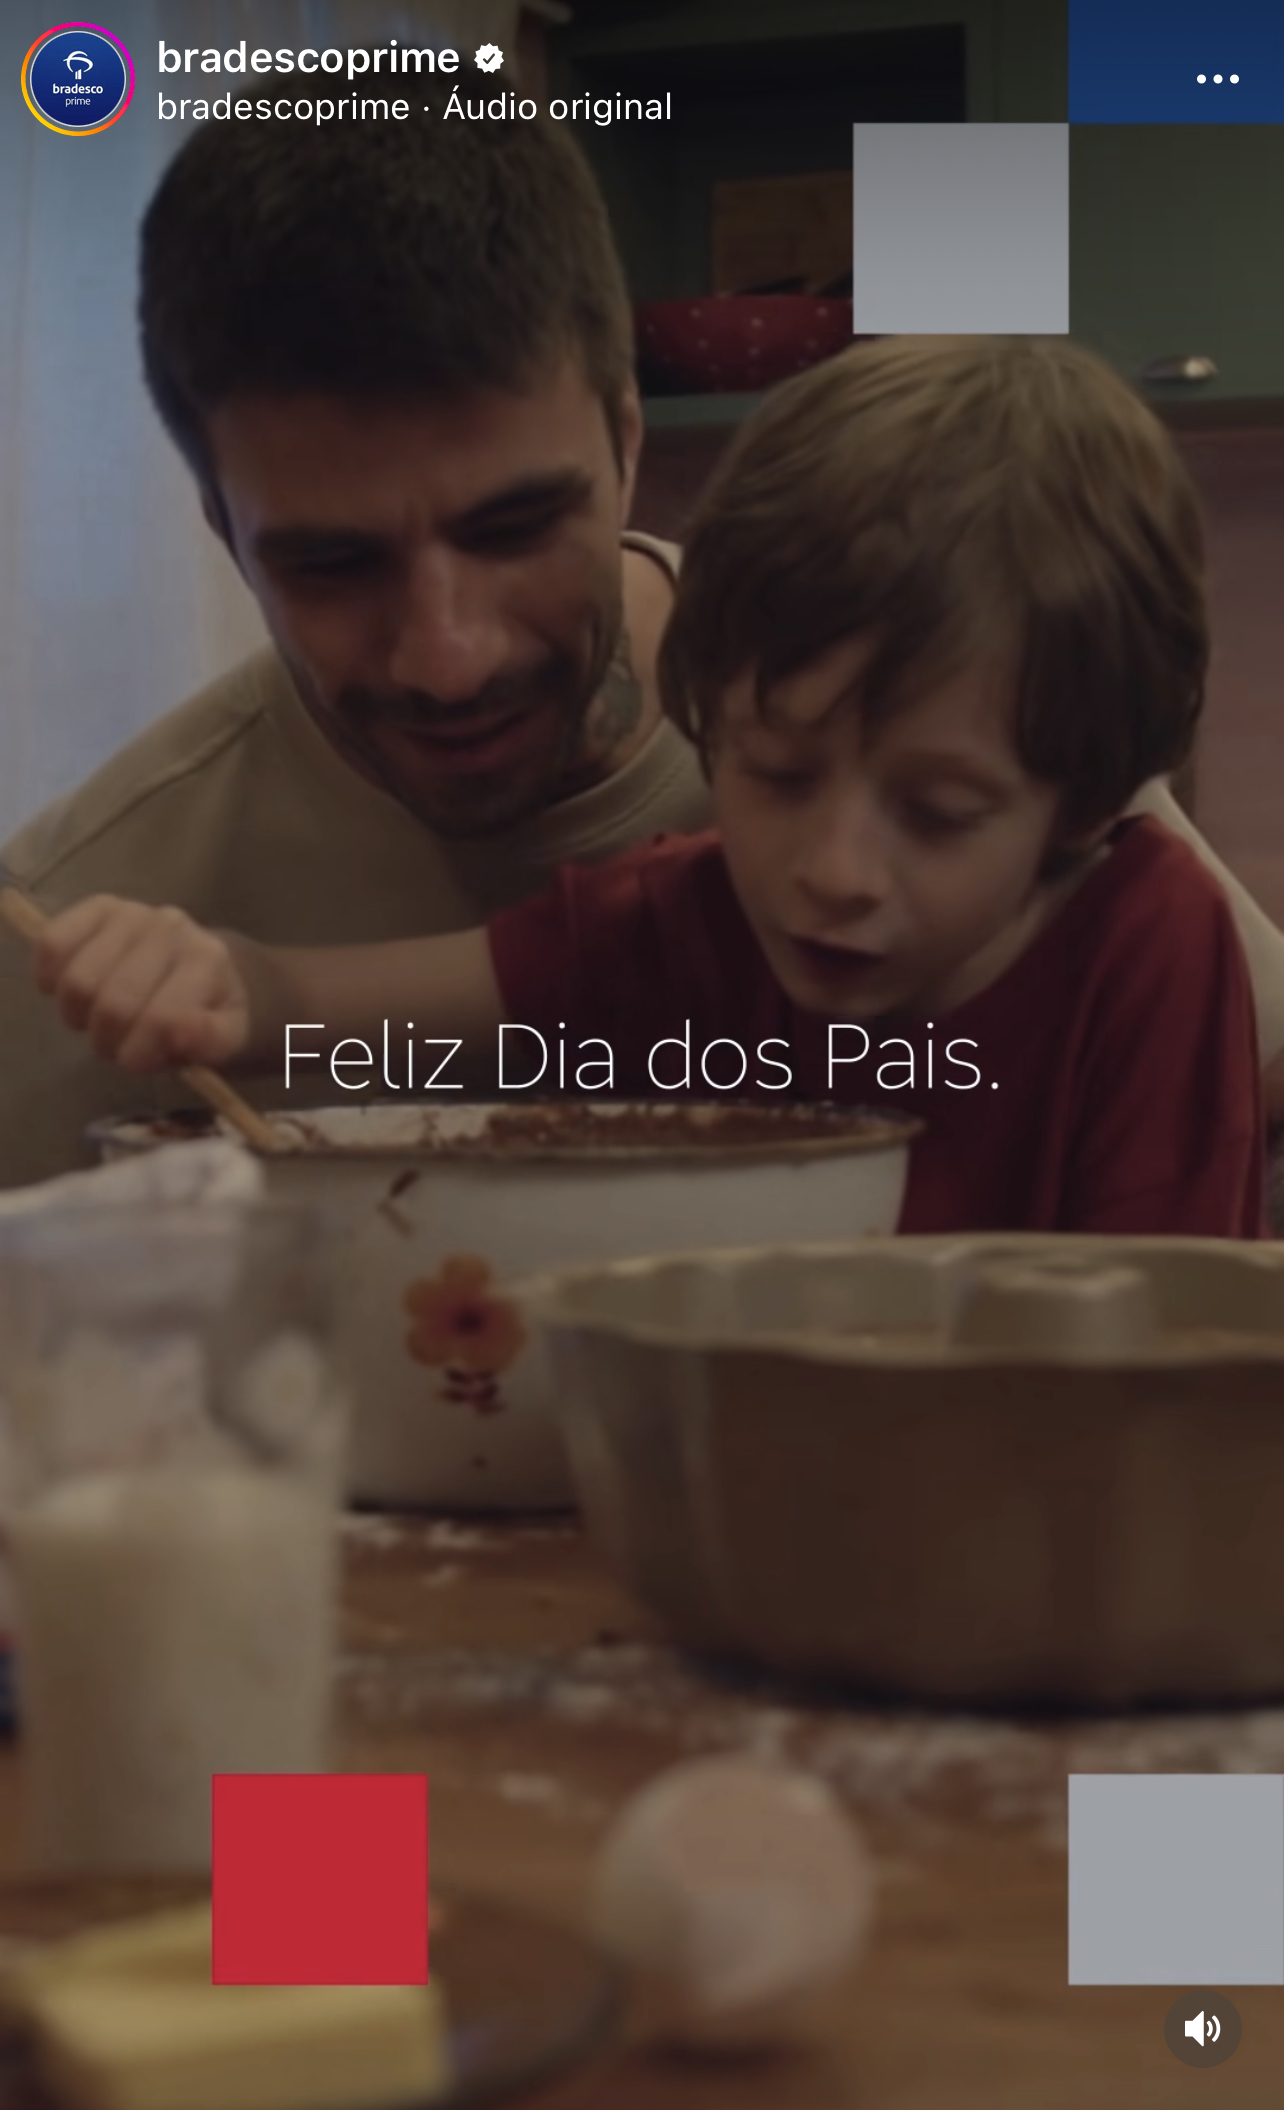 bradescoprime
bradescoprime · Áudio original
bradesco
prime
Feliz Dia dos Pais.